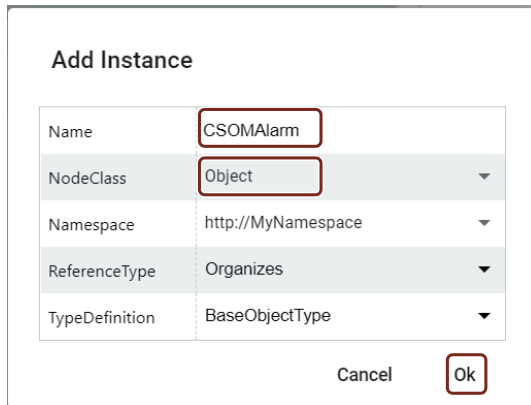 Add Instance
Name CSOMAlarm
NodeClass Object
Namespace http://MyNamespace
ReferenceType Organizes
TypeDefinition BaseObjectType
Cancel Ok